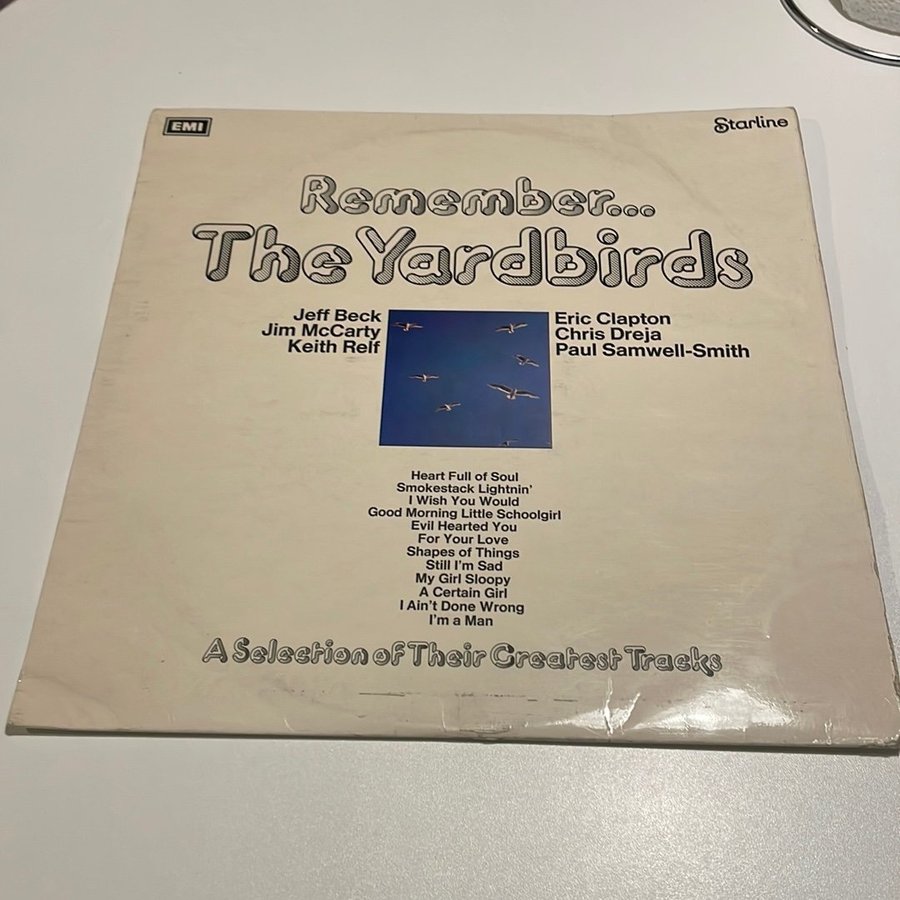 EMI
Starline
Remember...
The Yardbirds
Jeff Beck
Jim McCarty
Keith Relf
Eric Clapton
Chris Dreja
Paul Samwell-Smith
Heart Full of Soul
Smokestack Lightnin'
I Wish You Would
Good Morning Little Schoolgirl
Evil Hearted You
For Your Love
Shapes of Things
Still I'm Sad
My Girl Sloopy
A Certain Girl
I Ain't Done Wrong
I'm a Man
A Selection of Their Greatest Tracks